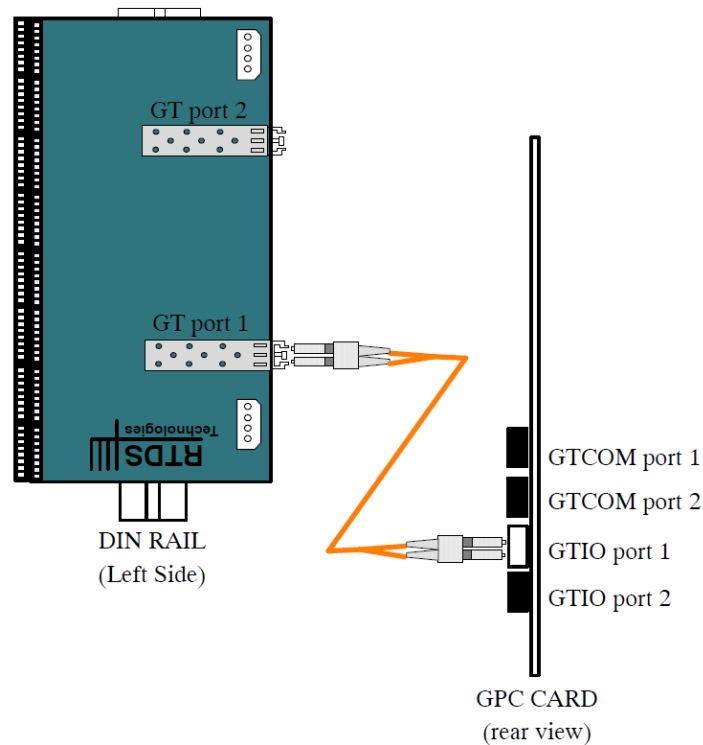 GT port 2
GT port 1
RTDS
Technologies
DIN RAIL
(Left Side)
GTCOM port 1
GTCOM port 2
GTIO port 1
GTIO port 2
GPC CARD
(rear view)